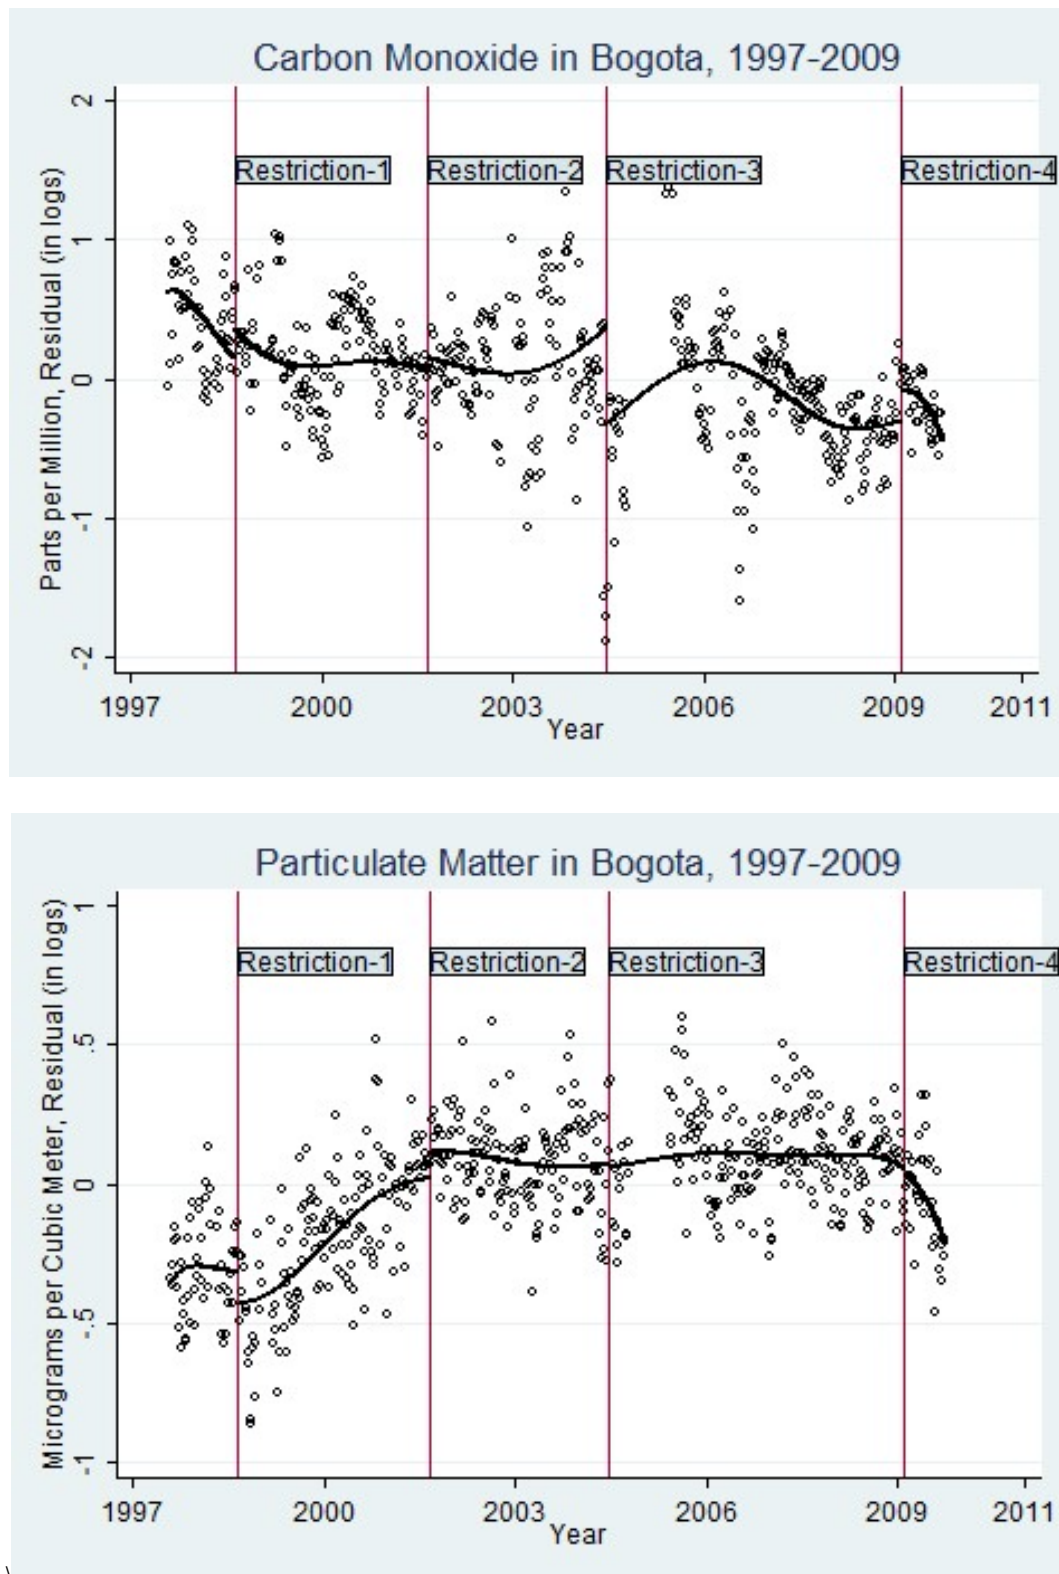 Carbon Monoxide in Bogota, 1997-2009
Parts per Million, Residual (in logs)
2
1
0
-1
-2
Restriction-1
Restriction-2
Restriction-3
Restriction-4
1997
2000
2003
2006
2009
2011
Year
Particulate Matter in Bogota, 1997-2009
Micrograms per Cubic Meter, Residual (in logs)
1
.5
0
-.5
-1
Restriction-1
Restriction-2
Restriction-3
Restriction-4
1997
2000
2003
2006
2009
2011
Year
\